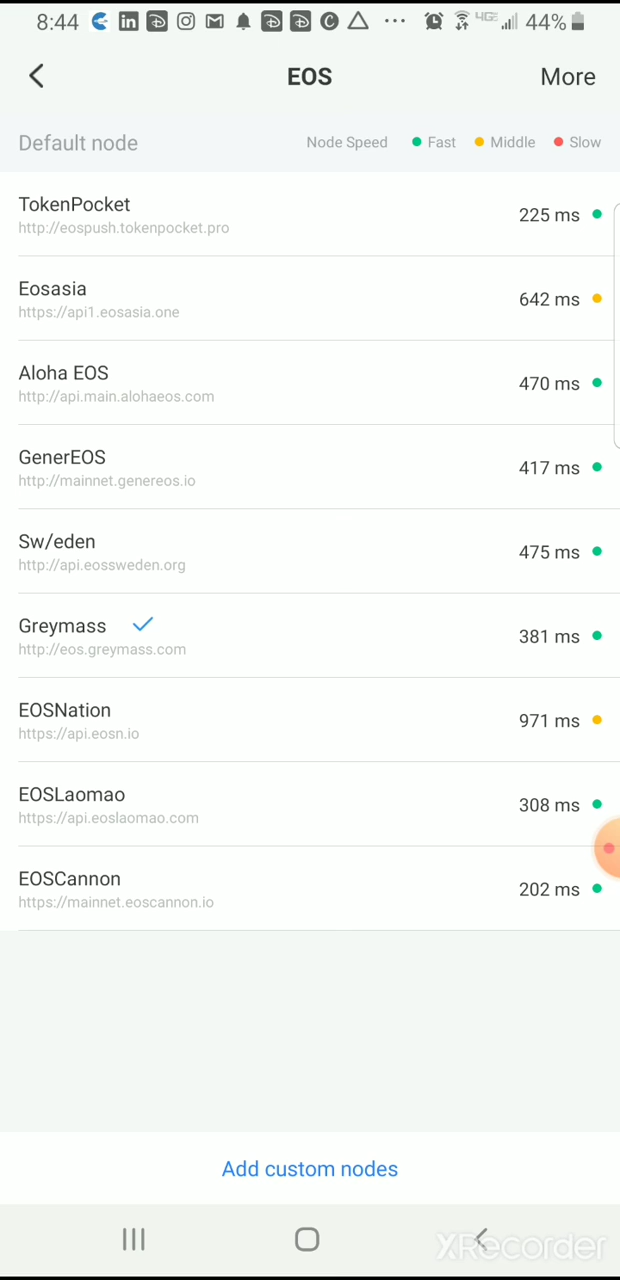 8:44 44%
EOS More
Default node Node Speed Fast Middle Slow
TokenPocket
225 ms
http://eospush.tokenpocket.pro
Eosasia
642 ms
https://api1.eosasia.one
Aloha EOS
470 ms
http://api.main.alohaeos.com
GenerEOS
417 ms
http://mainnet.genereos.io
Sw/eden
475 ms
http://api.eossweden.org
Greymass
381 ms
http://eos.greymass.com
EOSNation
971 ms
https://api.eosn.io
EOSLaomao
308 ms
https://api.eoslaomao.com
EOSCannon
202 ms
https://mainnet.eoscannon.io
Add custom nodes
XRecorder